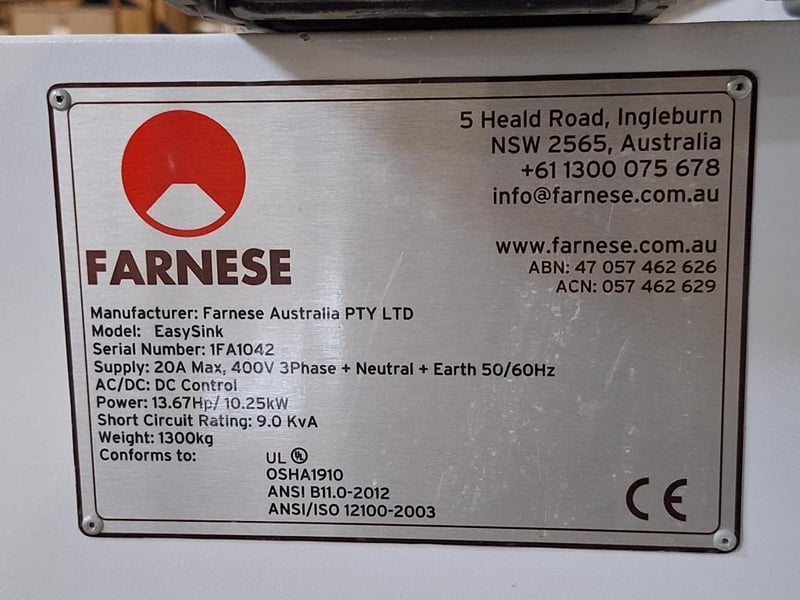 5 Heald Road, Ingleburn
NSW 2565, Australia
+61 1300 075 678
info@farnese.com.au
www.farnese.com.au
ABN: 47 057 462 626
ACN: 057 462 629
FARNESE
Manufacturer: Farnese Australia PTY LTD
Model: EasySink
Serial Number: 1FA1042
Supply: 20A Max, 400V 3Phase + Neutral + Earth 50/60Hz
AC/DC: DC Control
Power: 13.67Hp/ 10.25kW
Short Circuit Rating: 9.0 KvA
Weight: 1300kg
Conforms to: UL UL
OSHA1910
ANSI B11.0-2012
ANSI/ISO 12100-2003
CE